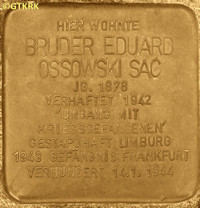 ©GTKRK
HIER WOHNTE
BRUDER EDUARD
OSSOWSKI SAC
JG. 1878
VERHAFTET 1942
'UMGANG MIT
KRIEGSGEFANGENEN'
GESTAPOHAFT LIMBURG
1943 GEFÄNGNIS FRANKFURT
VERHUNGERT 14.1.1944